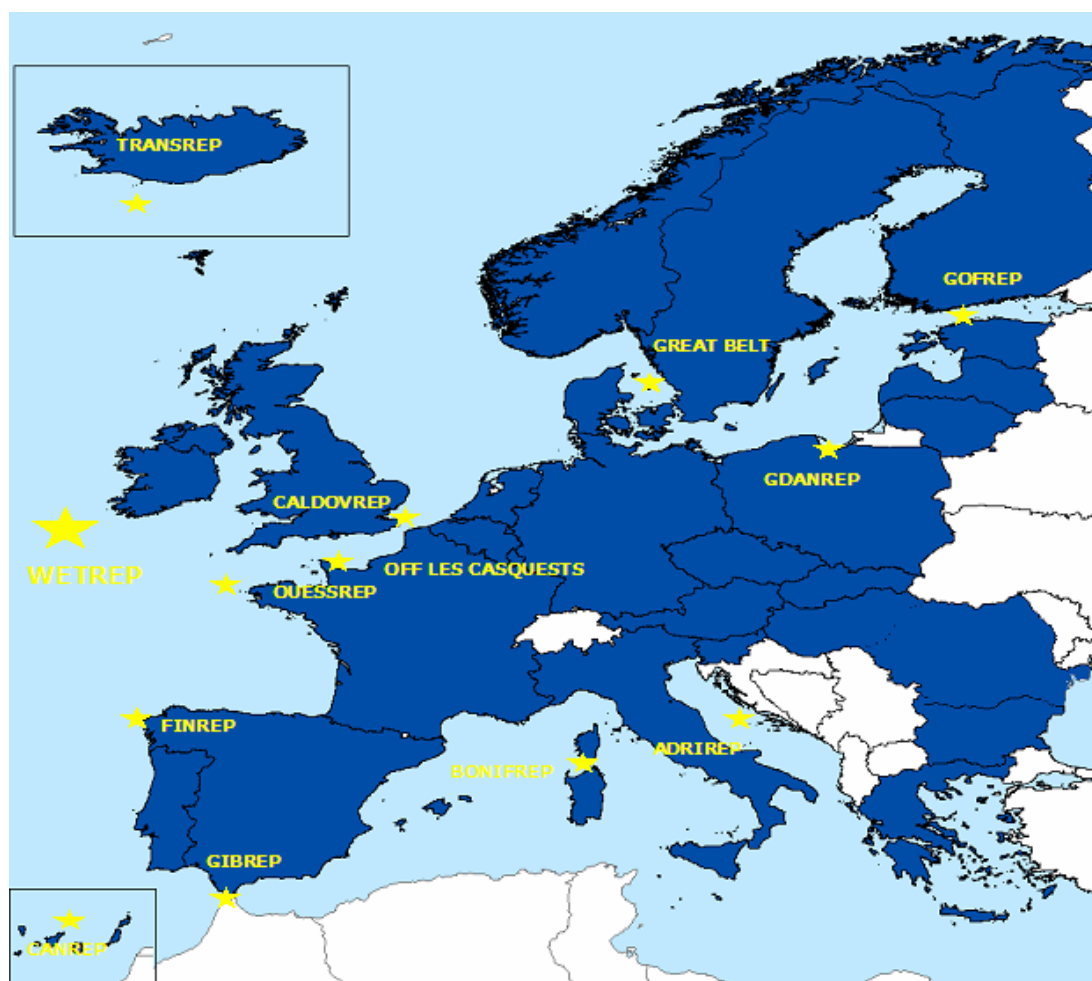 TRANSREP
GOFREP
GREAT BELT
GDANREP
CALDOVREP
OFF LES CASQUESTS
WETREP
OUESSREP
FINREP
ADRIREP
BONIFREP
GIBREP
CANREP